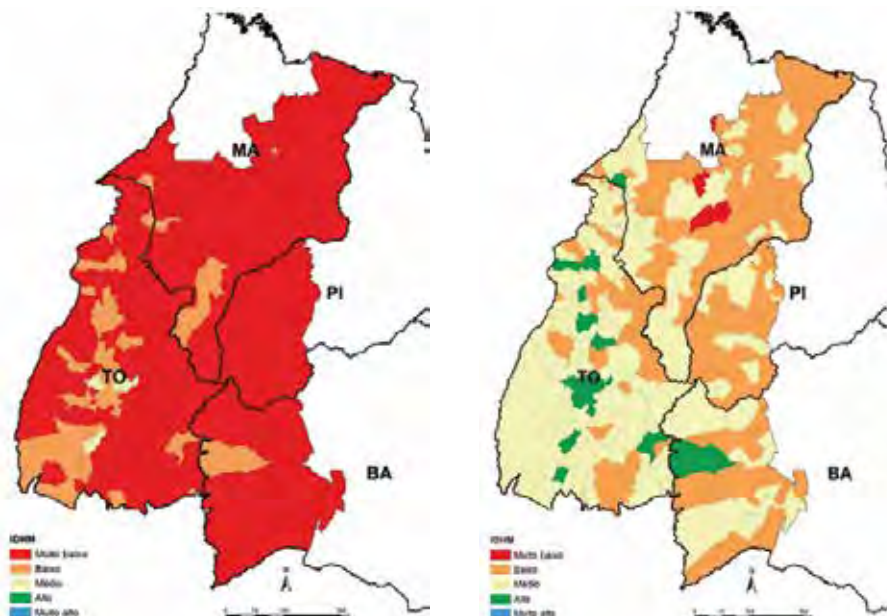 MA
PI
TO
BA
IDHM
Muito baixo
Baixo
Médio
Alto
Muito alto
MA
PI
TO
BA
IDHM
Muito baixo
Baixo
Médio
Alto
Muito alto